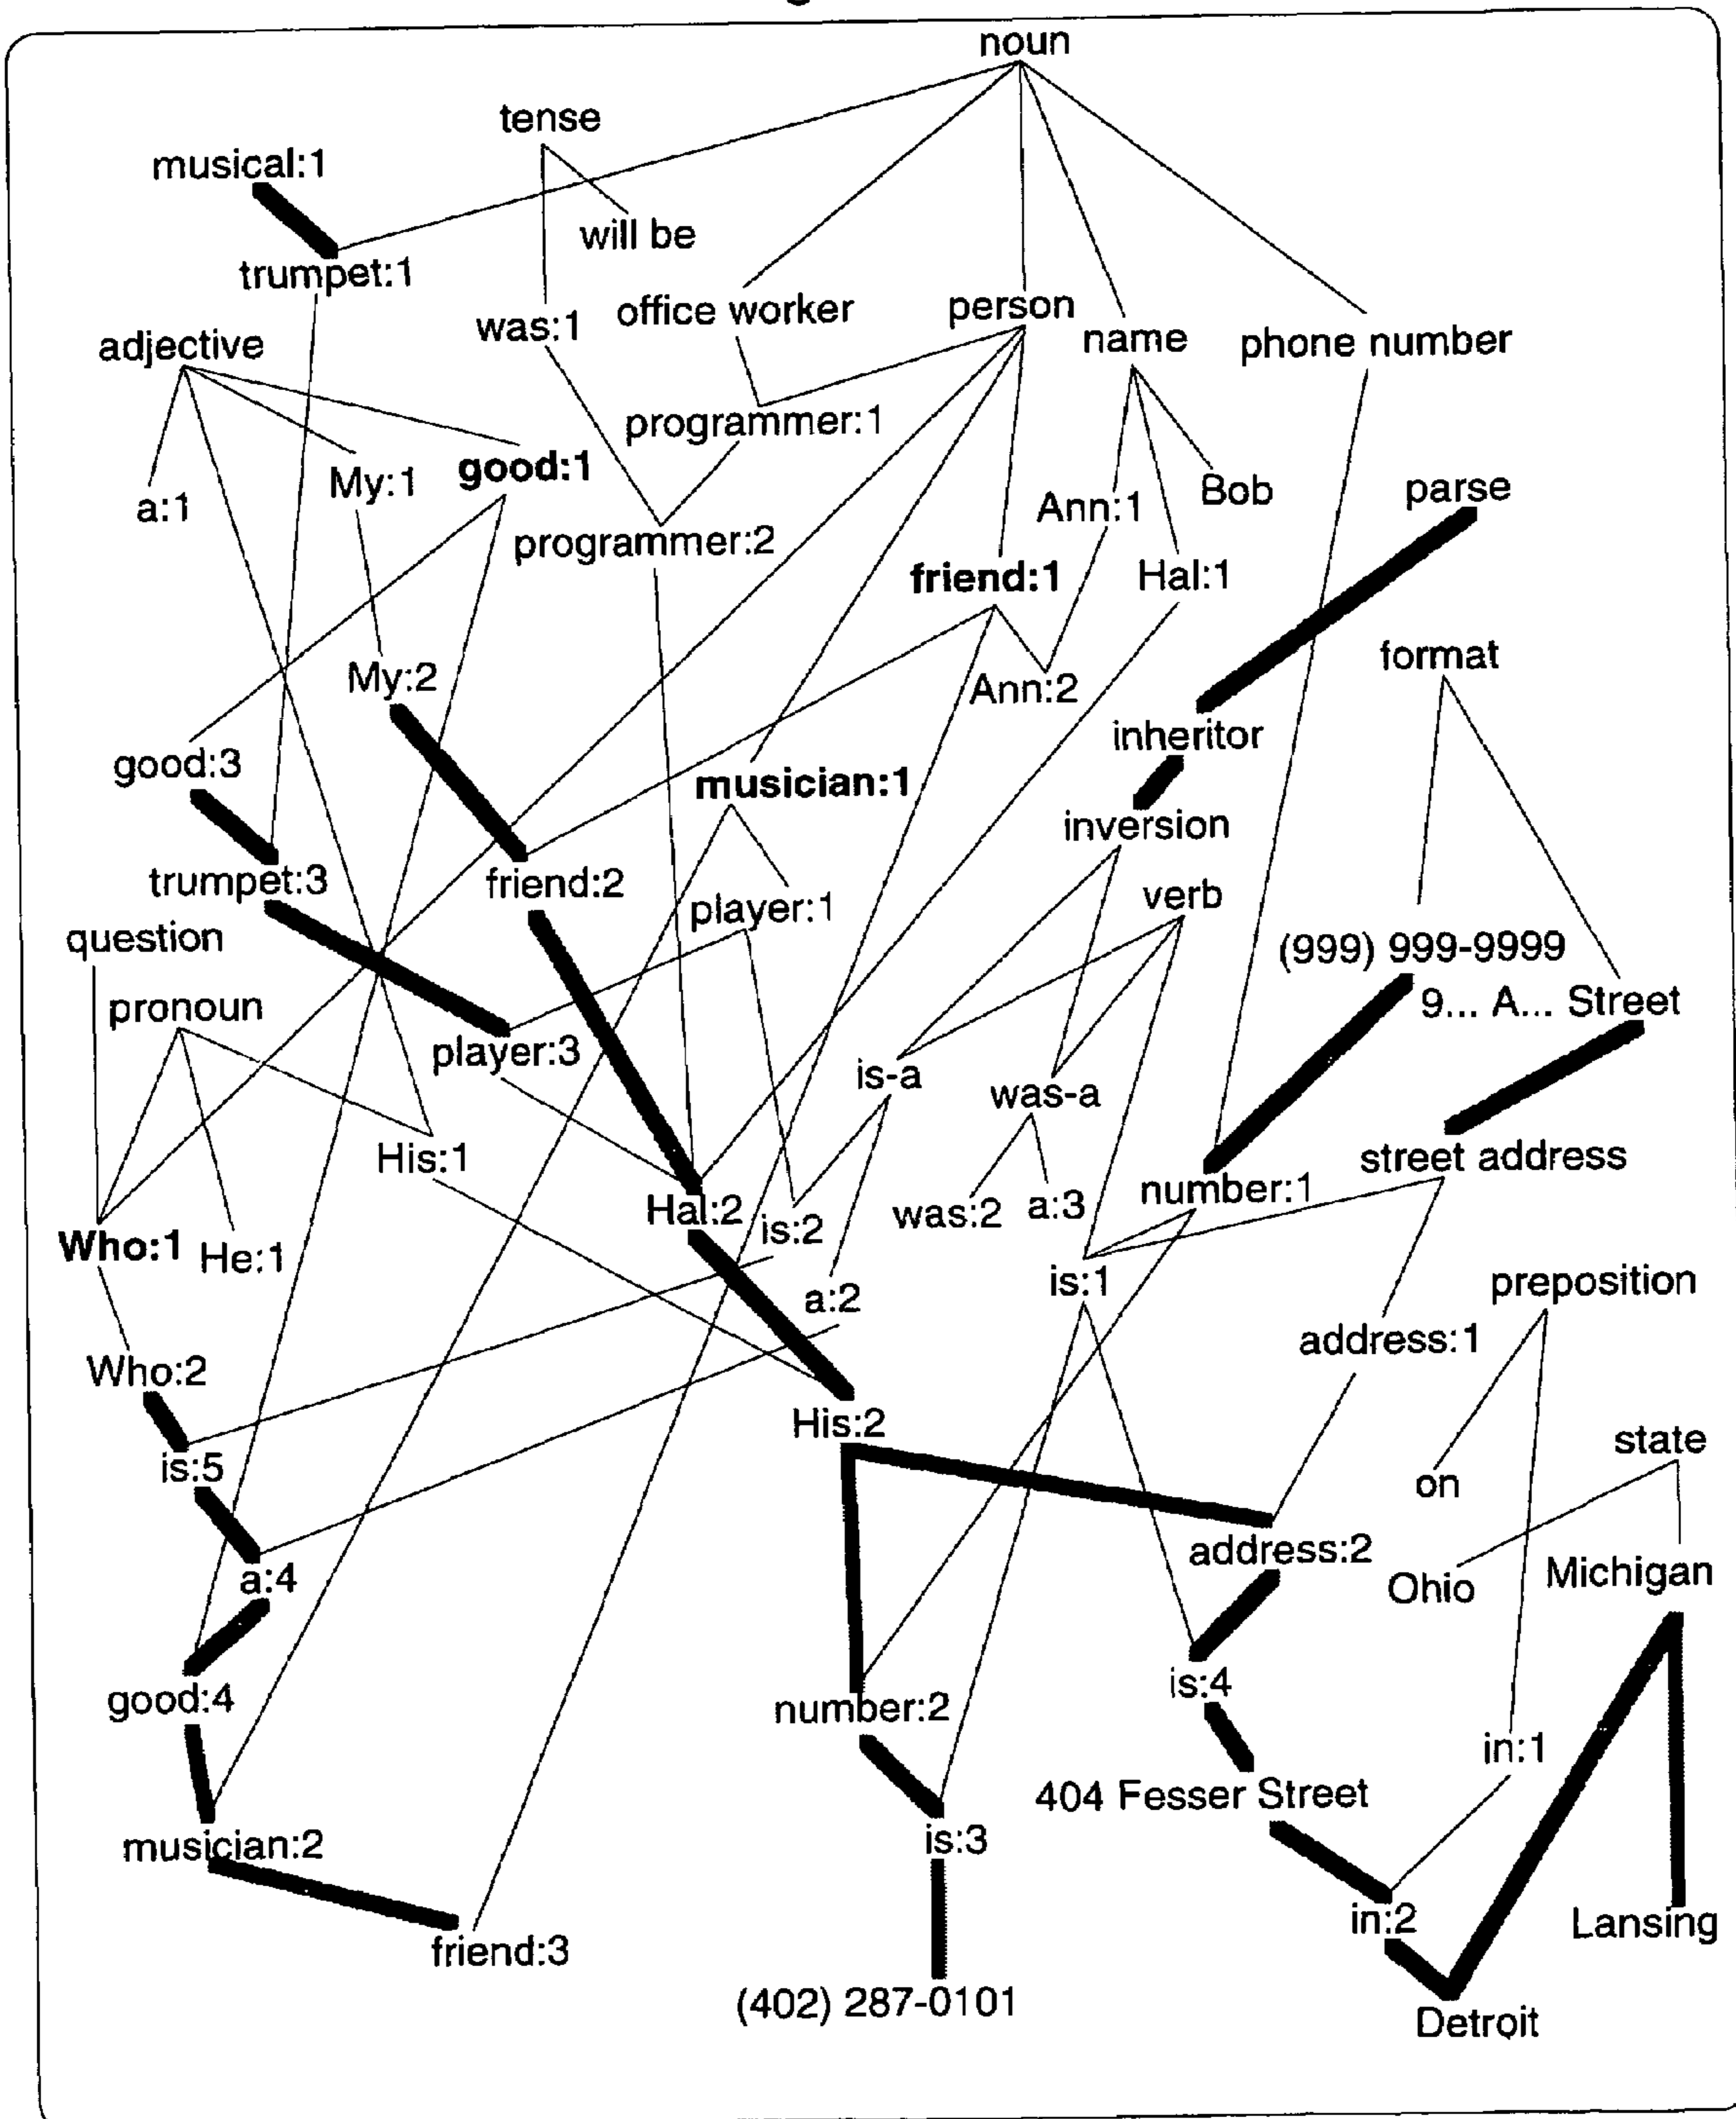 noun
tense
musical:1
will be
trumpet:1
office worker
person
was:1
name
phone number
adjective
programmer:1
good:1
My:1
Bob
parse
a:1
Ann:1
programmer:2
friend:1
Hal:1
format
My:2
Ann:2
inheritor
good:3
musician:1
inversion
trumpet:3
friend:2
verb
player:1
question
(999) 999-9999
9... A... Street
pronoun
player:3
is-a
was-a
His:1
street address
number:1
Hal:2
was:2
a:3
is:2
Who:1
He:1
is:1
preposition
a:2
address:1
Who:2
His:2
state
is:5
on
address:2
a:4
Ohio
Michigan
is:4
good:4
number:2
in:1
404 Fesser Street
is:3
musician:2
in:2
Lansing
friend:3
(402) 287-0101
Detroit